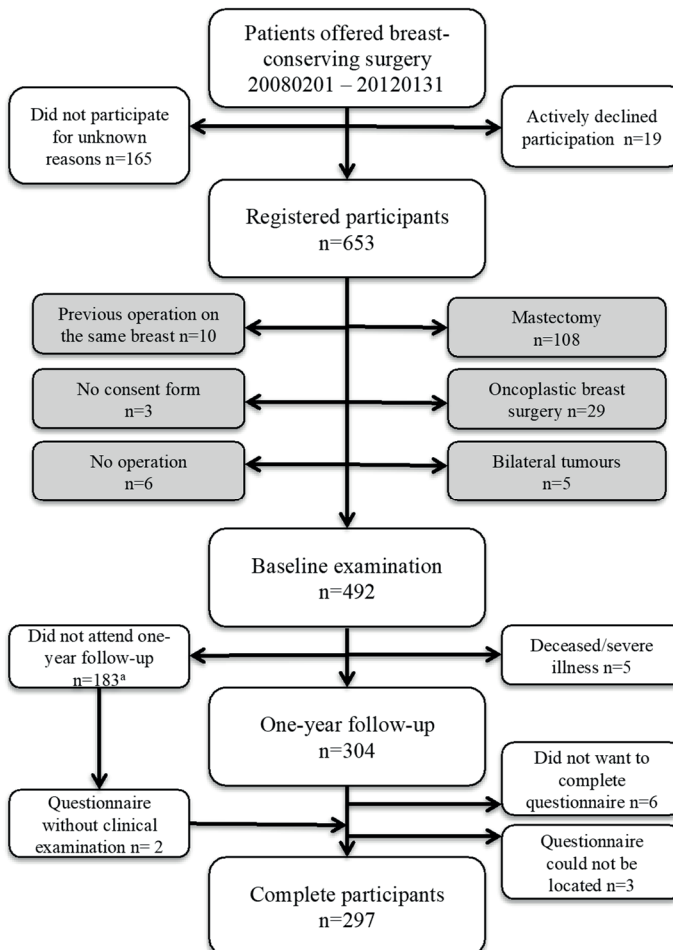 Patients offered breast-
conserving surgery
20080201 – 20120131
Did not participate
for unknown
reasons n=165
Actively declined
participation n=19
Registered participants
n=653
Previous operation on
the same breast n=10
Mastectomy
n=108
No consent form
n=3
Oncoplastic breast
surgery n=29
No operation
n=6
Bilateral tumours
n=5
Baseline examination
n=492
Did not attend one-
year follow-up
n=183ª
Deceased/severe
illness n=5
One-year follow-up
n=304
Did not want to
complete
questionnaire n=6
Questionnaire
without clinical
examination n= 2
Questionnaire
could not be
located n=3
Complete participants
n=297